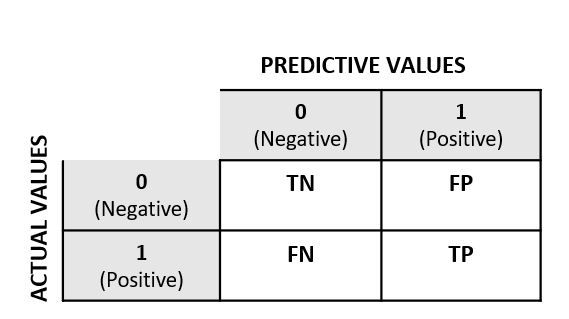 PREDICTIVE VALUES
0
(Negative)
1
(Positive)
ACTUAL VALUES
0
(Negative)
TN
FP
1
(Positive)
FN
TP